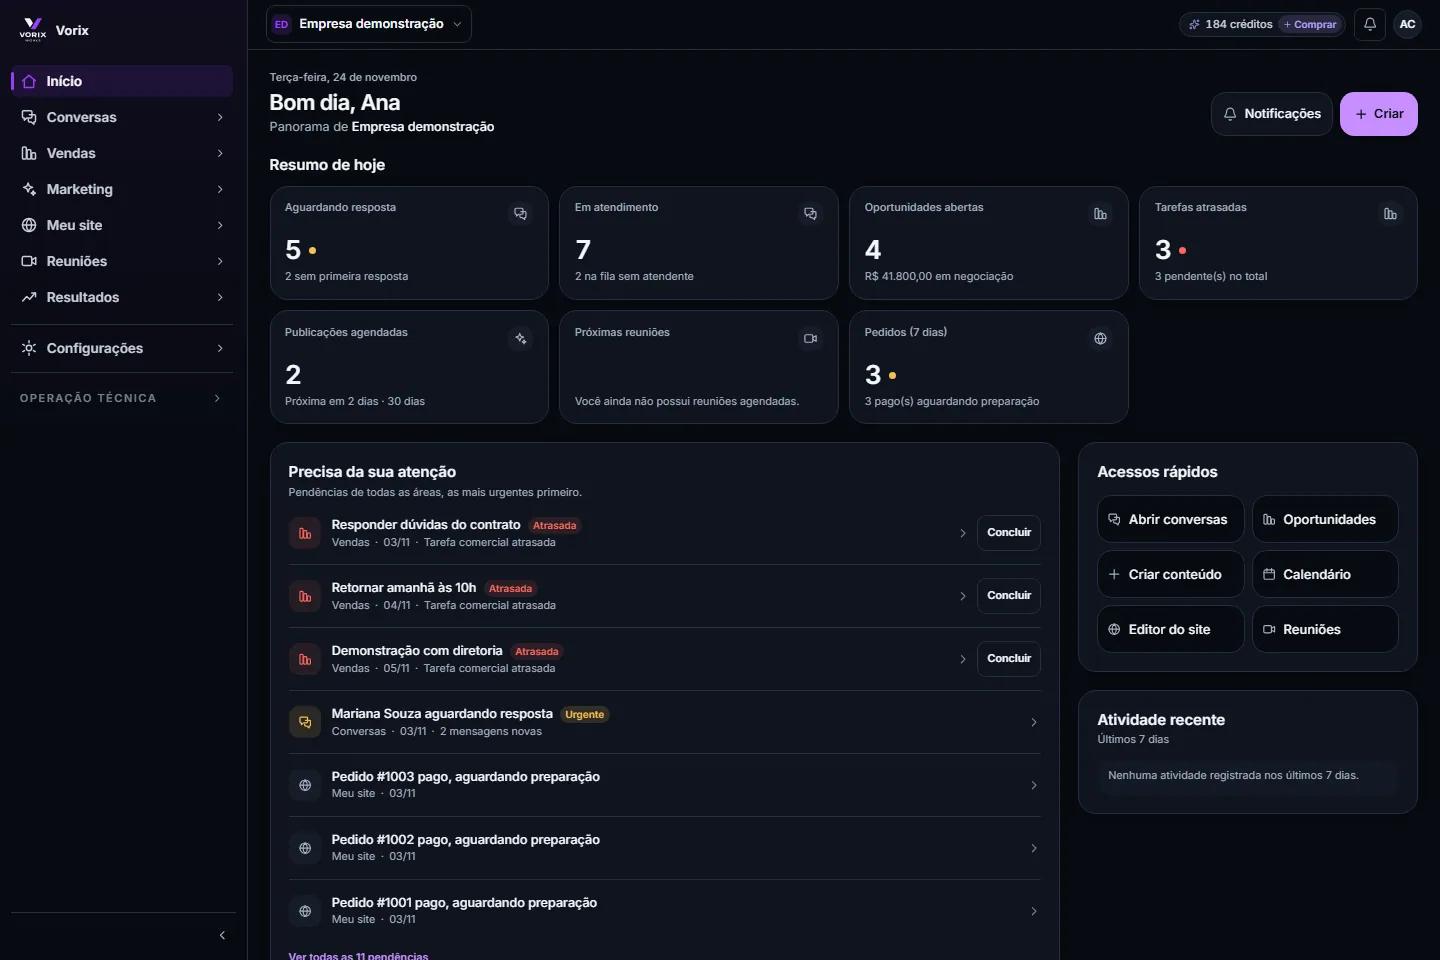 VORIX
WORKS
Vorix
Início
Conversas
Vendas
Marketing
Meu site
Reuniões
Resultados
Configurações
OPERAÇÃO TÉCNICA
ED Empresa demonstração
184 créditos + Comprar
AC
Terça-feira, 24 de novembro
Bom dia, Ana
Panorama de Empresa demonstração
Notificações
+ Criar
Resumo de hoje
Aguardando resposta
5
2 sem primeira resposta
Em atendimento
7
2 na fila sem atendente
Oportunidades abertas
4
R$ 41.800,00 em negociação
Tarefas atrasadas
3
3 pendente(s) no total
Publicações agendadas
2
Próxima em 2 dias · 30 dias
Próximas reuniões
Você ainda não possui reuniões agendadas.
Pedidos (7 dias)
3
3 pago(s) aguardando preparação
Precisa da sua atenção
Pendências de todas as áreas, as mais urgentes primeiro.
Responder dúvidas do contrato Atrasada
Vendas · 03/11 · Tarefa comercial atrasada
Concluir
Retornar amanhã às 10h Atrasada
Vendas · 04/11 · Tarefa comercial atrasada
Concluir
Demonstração com diretoria Atrasada
Vendas · 05/11 · Tarefa comercial atrasada
Concluir
Mariana Souza aguardando resposta Urgente
Conversas · 03/11 · 2 mensagens novas
Pedido #1003 pago, aguardando preparação
Meu site · 03/11
Pedido #1002 pago, aguardando preparação
Meu site · 03/11
Pedido #1001 pago, aguardando preparação
Meu site · 03/11
Ver todas as 11 pendências
Acessos rápidos
Abrir conversas
Oportunidades
Criar conteúdo
Calendário
Editor do site
Reuniões
Atividade recente
Últimos 7 dias
Nenhuma atividade registrada nos últimos 7 dias.